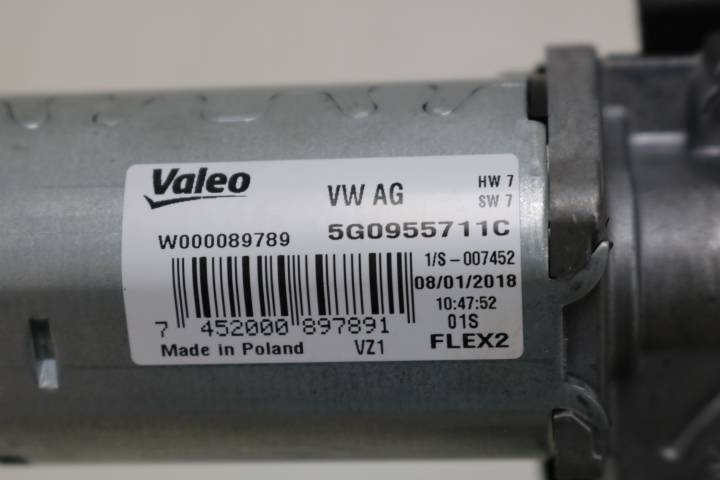 Valeo
VW AG
HW 7
SW 7
W000089789
5G0955711C
1/S-007452
08/01/2018
10:47:52
7 452000 897891
01S
Made in Poland
VZ1
FLEX2